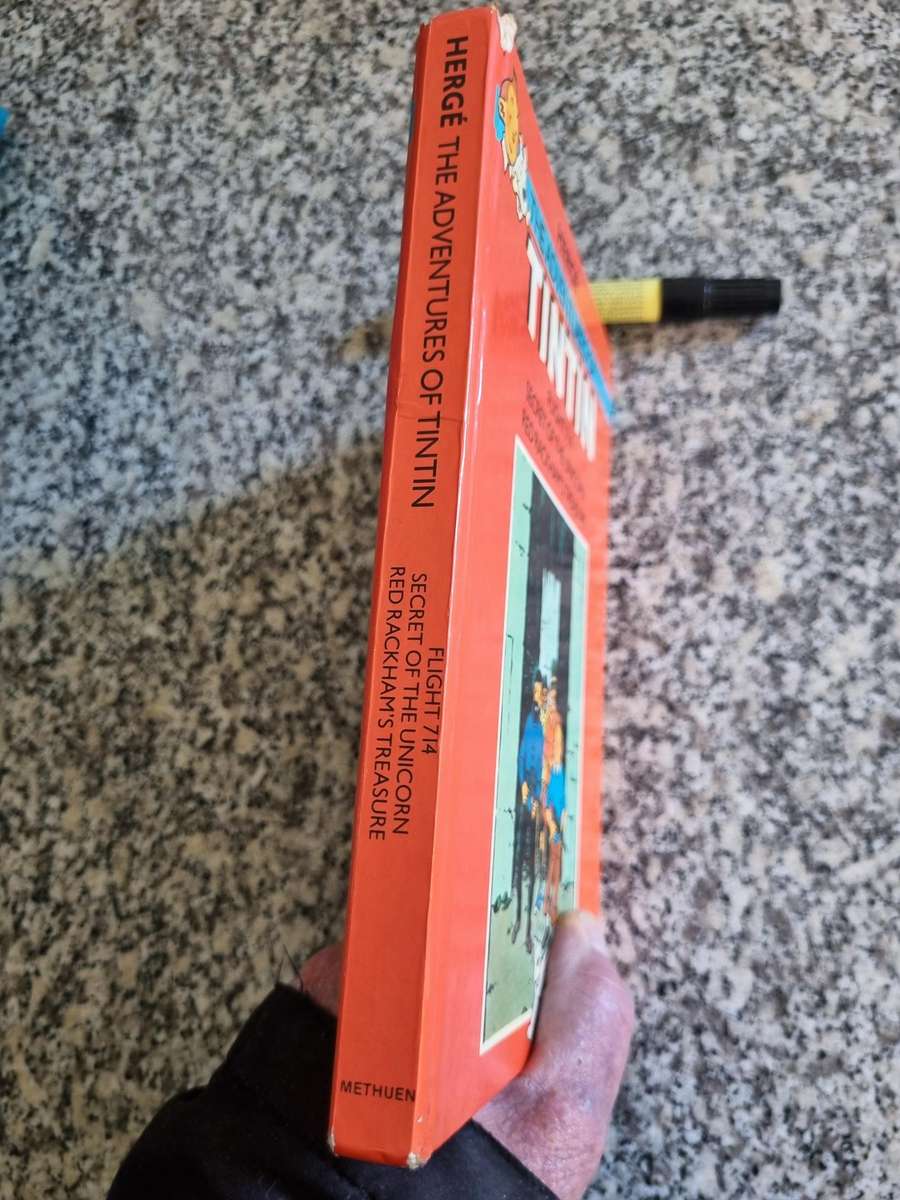 HERGÉ THE ADVENTURES OF TINTIN
FLIGHT 714
SECRET OF THE UNICORN
RED RACKHAM'S TREASURE
METHUEN
TINTIN